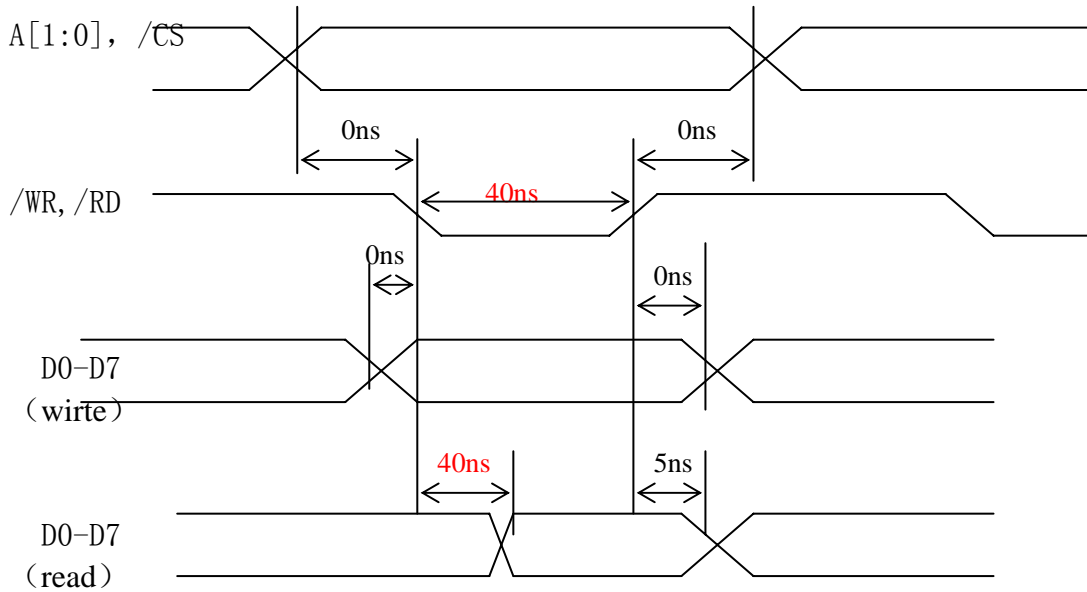 A[1:0], /CS
0ns
0ns
/WR,/RD
40ns
0ns
0ns
D0-D7
（wirte）
40ns
5ns
D0-D7
（read）